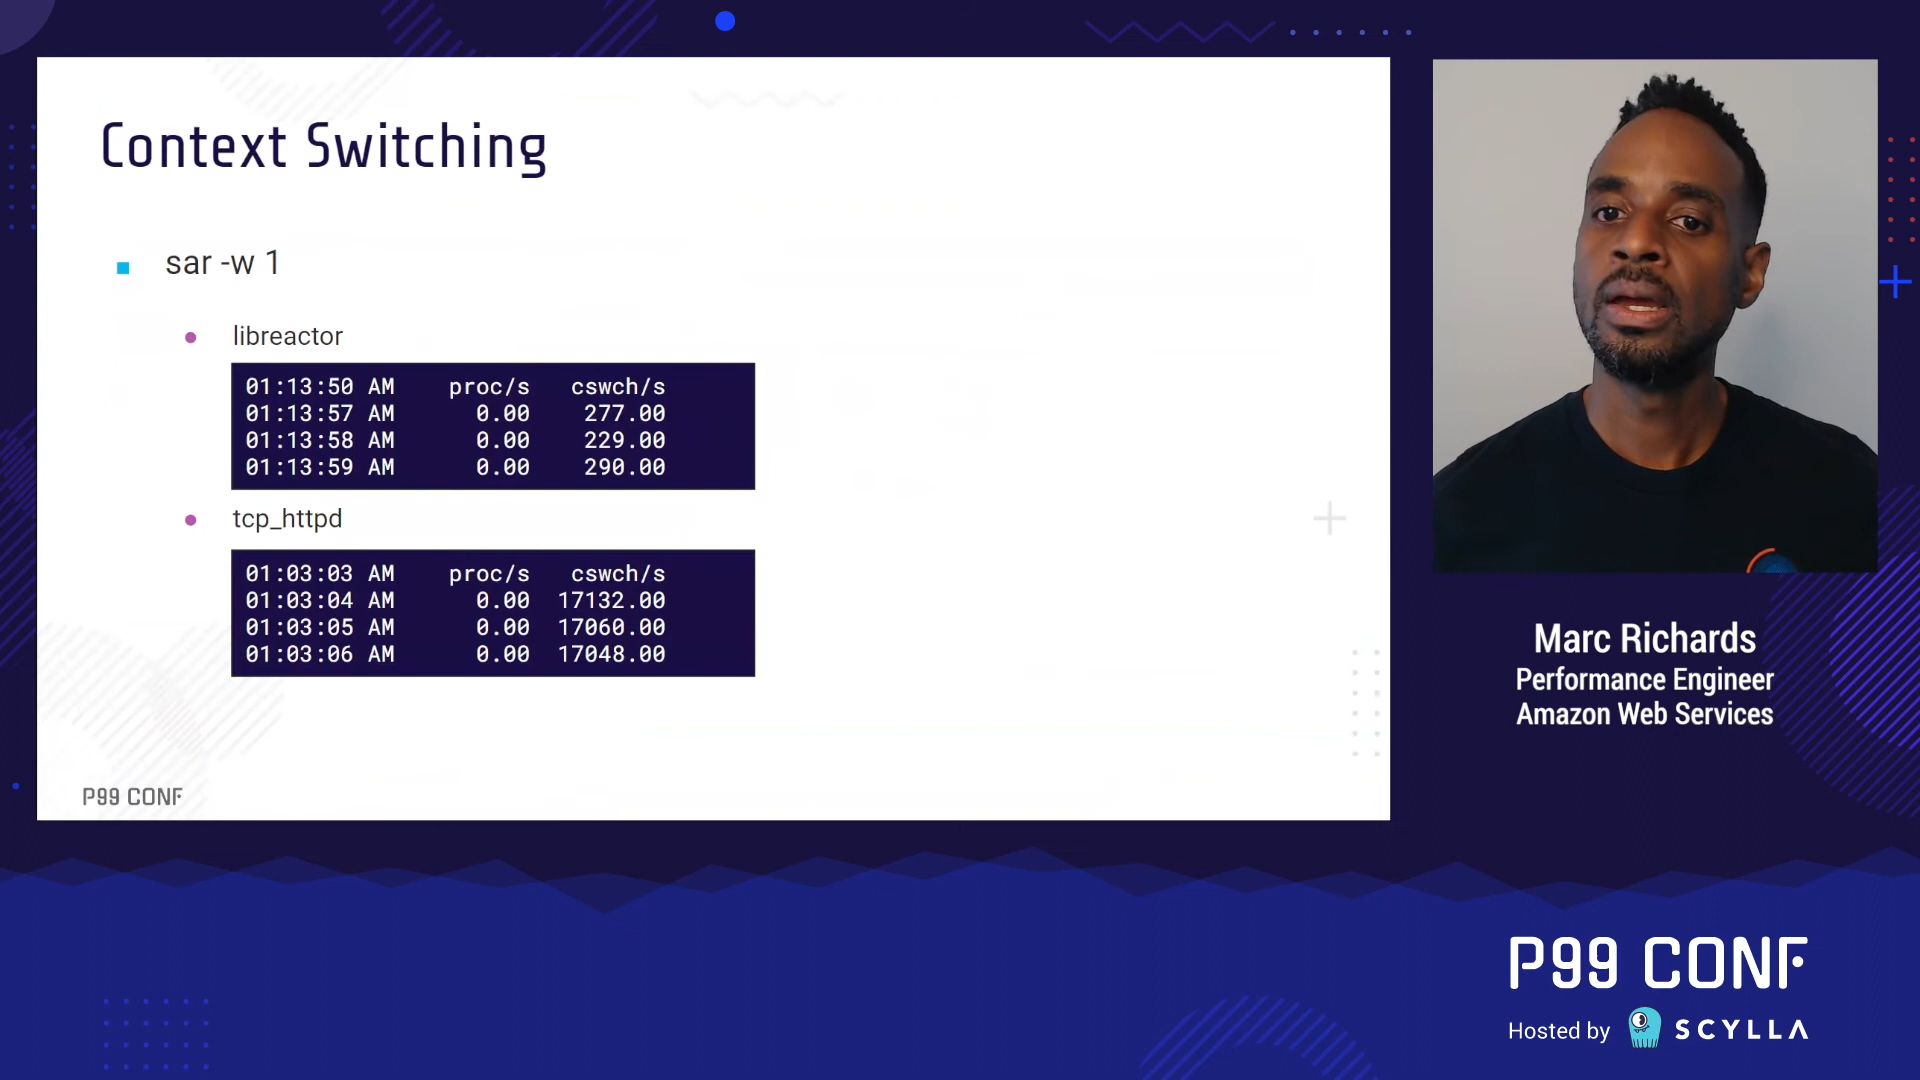 Context Switching
sar -w 1
libreactor
01:13:50 AM proc/s cswch/s
01:13:57 AM 0.00 277.00
01:13:58 AM 0.00 229.00
01:13:59 AM 0.00 290.00
tcp_httpd
01:03:03 AM proc/s cswch/s
01:03:04 AM 0.00 17132.00
01:03:05 AM 0.00 17060.00
01:03:06 AM 0.00 17048.00
P99 CONF
Marc Richards
Performance Engineer
Amazon Web Services
P99 CONF
Hosted by SCYLLA